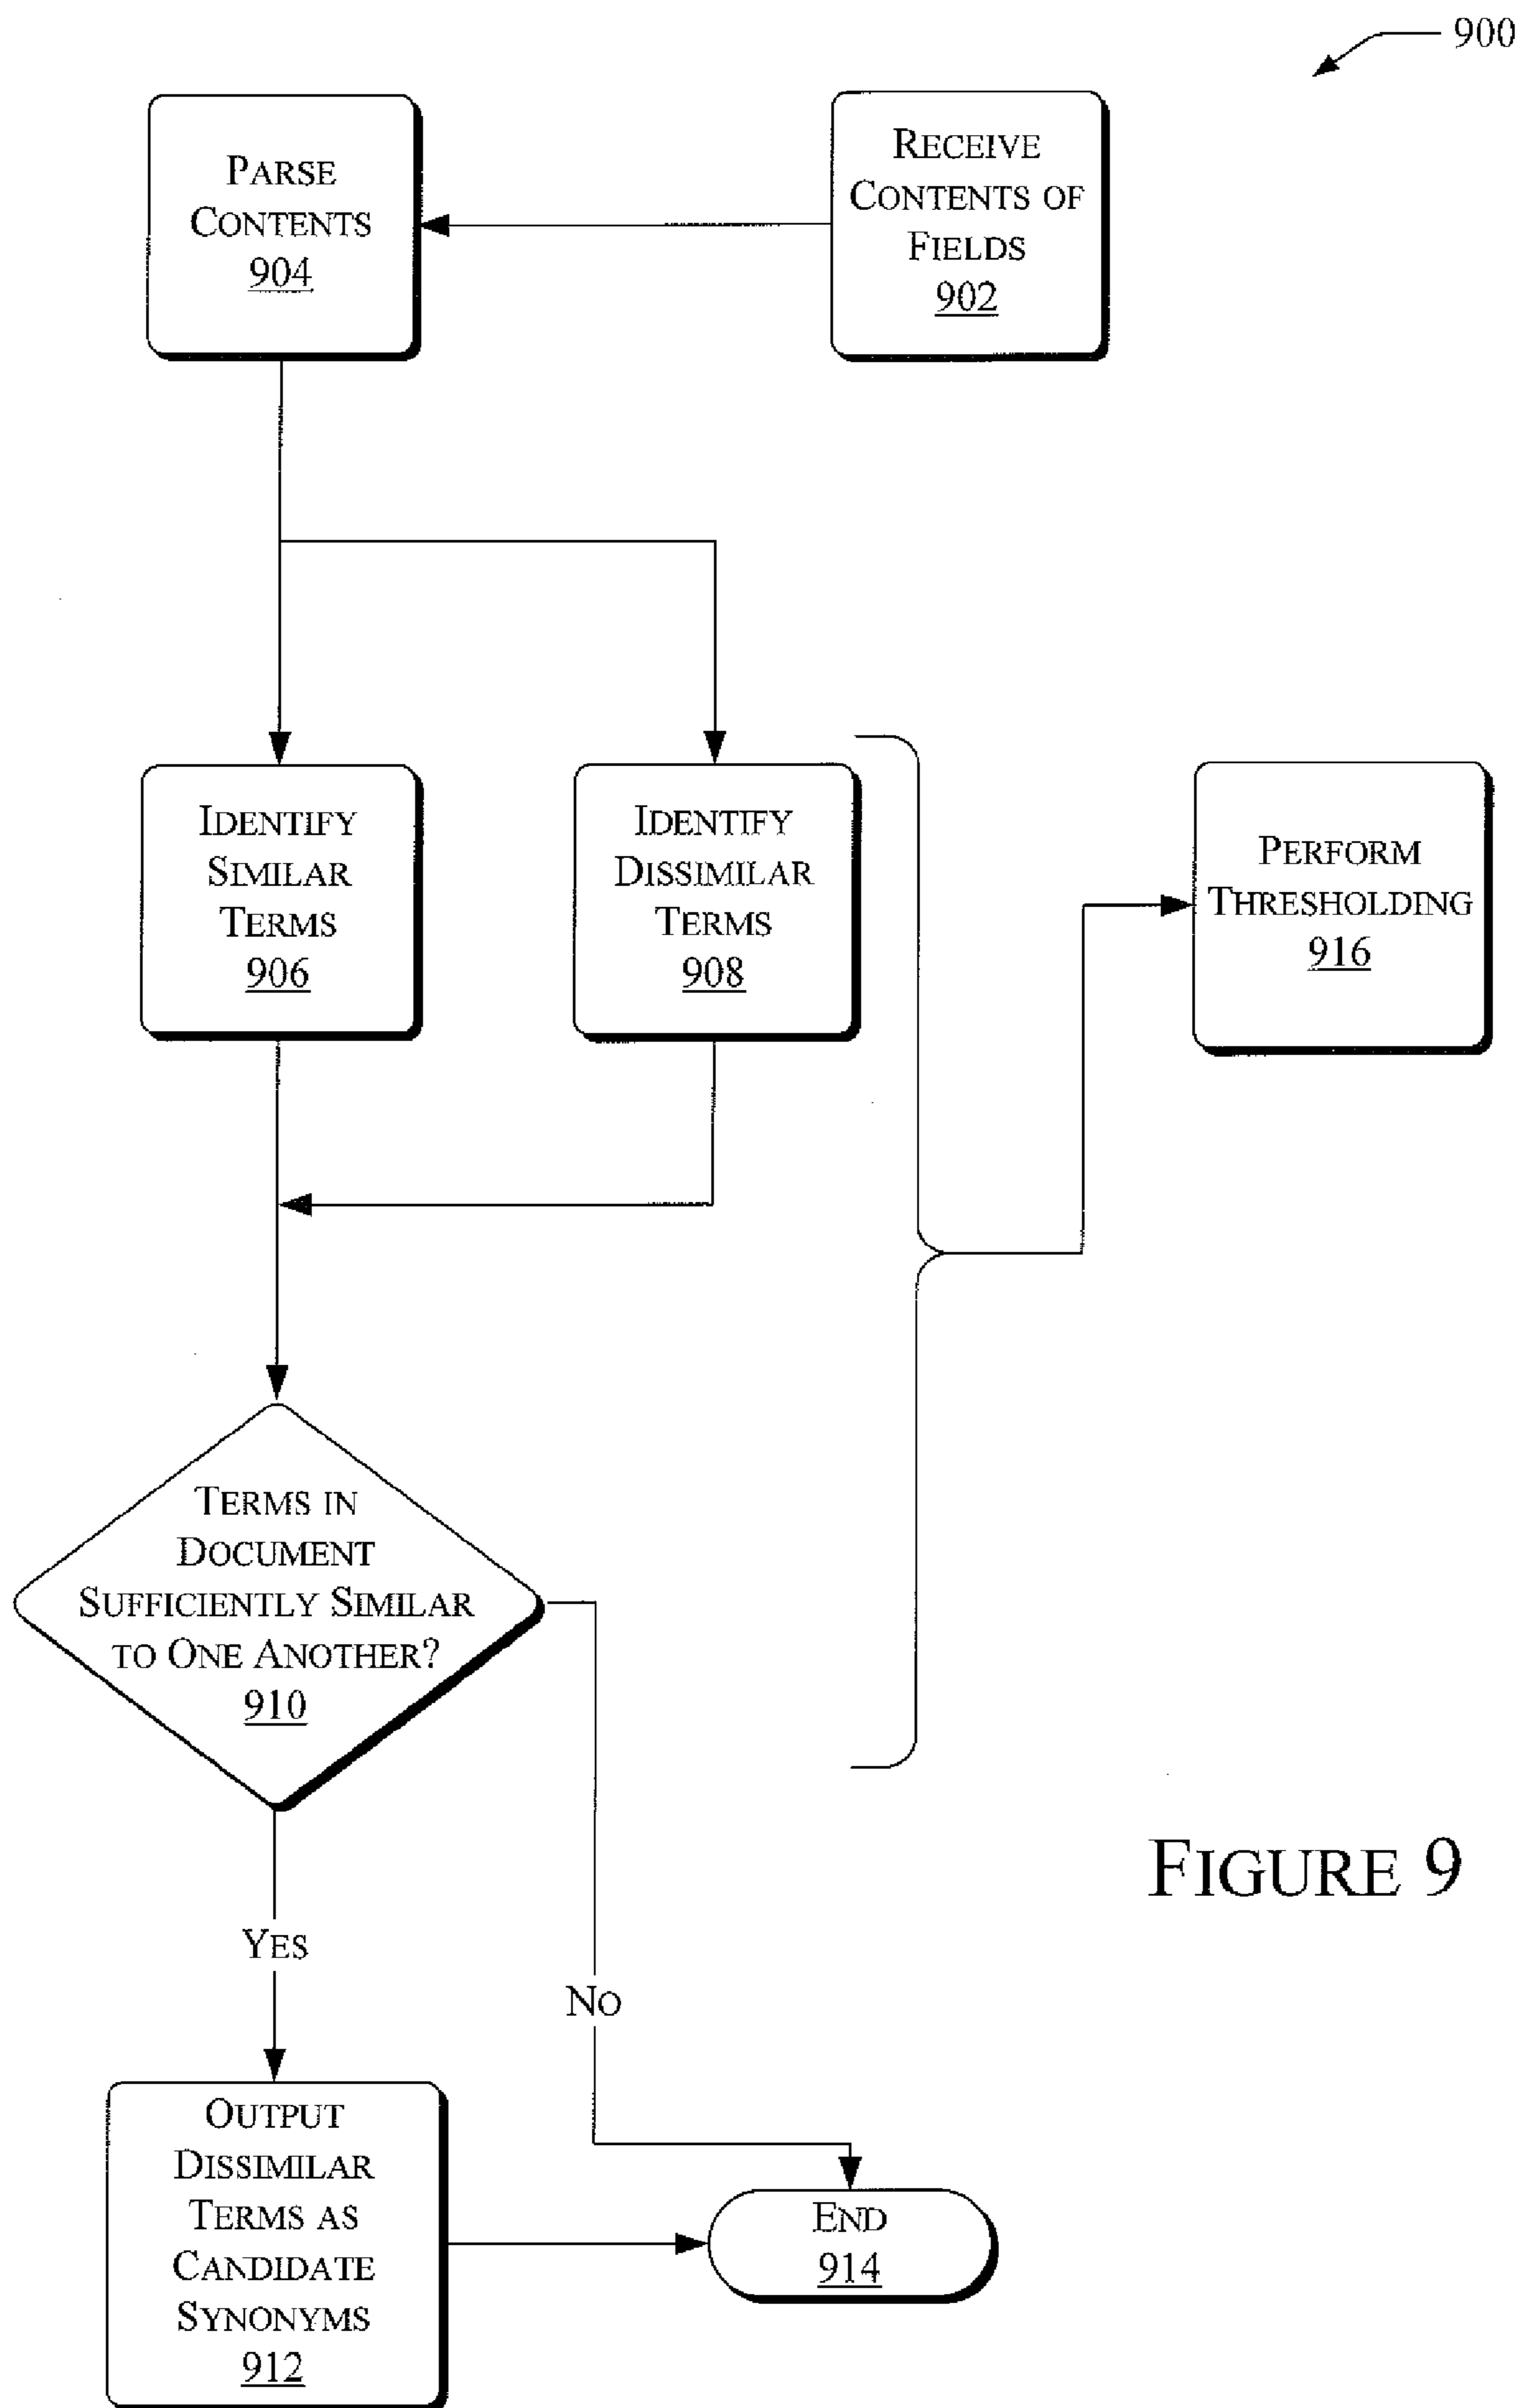 900
PARSE
CONTENTS
904
RECEIVE
CONTENTS OF
FIELDS
902
IDENTIFY
SIMILAR
TERMS
906
IDENTIFY
DISSIMILAR
TERMS
908
PERFORM
THRESHOLDING
916
TERMS IN
DOCUMENT
SUFFICIENTLY SIMILAR
TO ONE ANOTHER?
910
YES
NO
OUTPUT
DISSIMILAR
TERMS AS
CANDIDATE
SYNONYMS
912
END
914
FIGURE 9